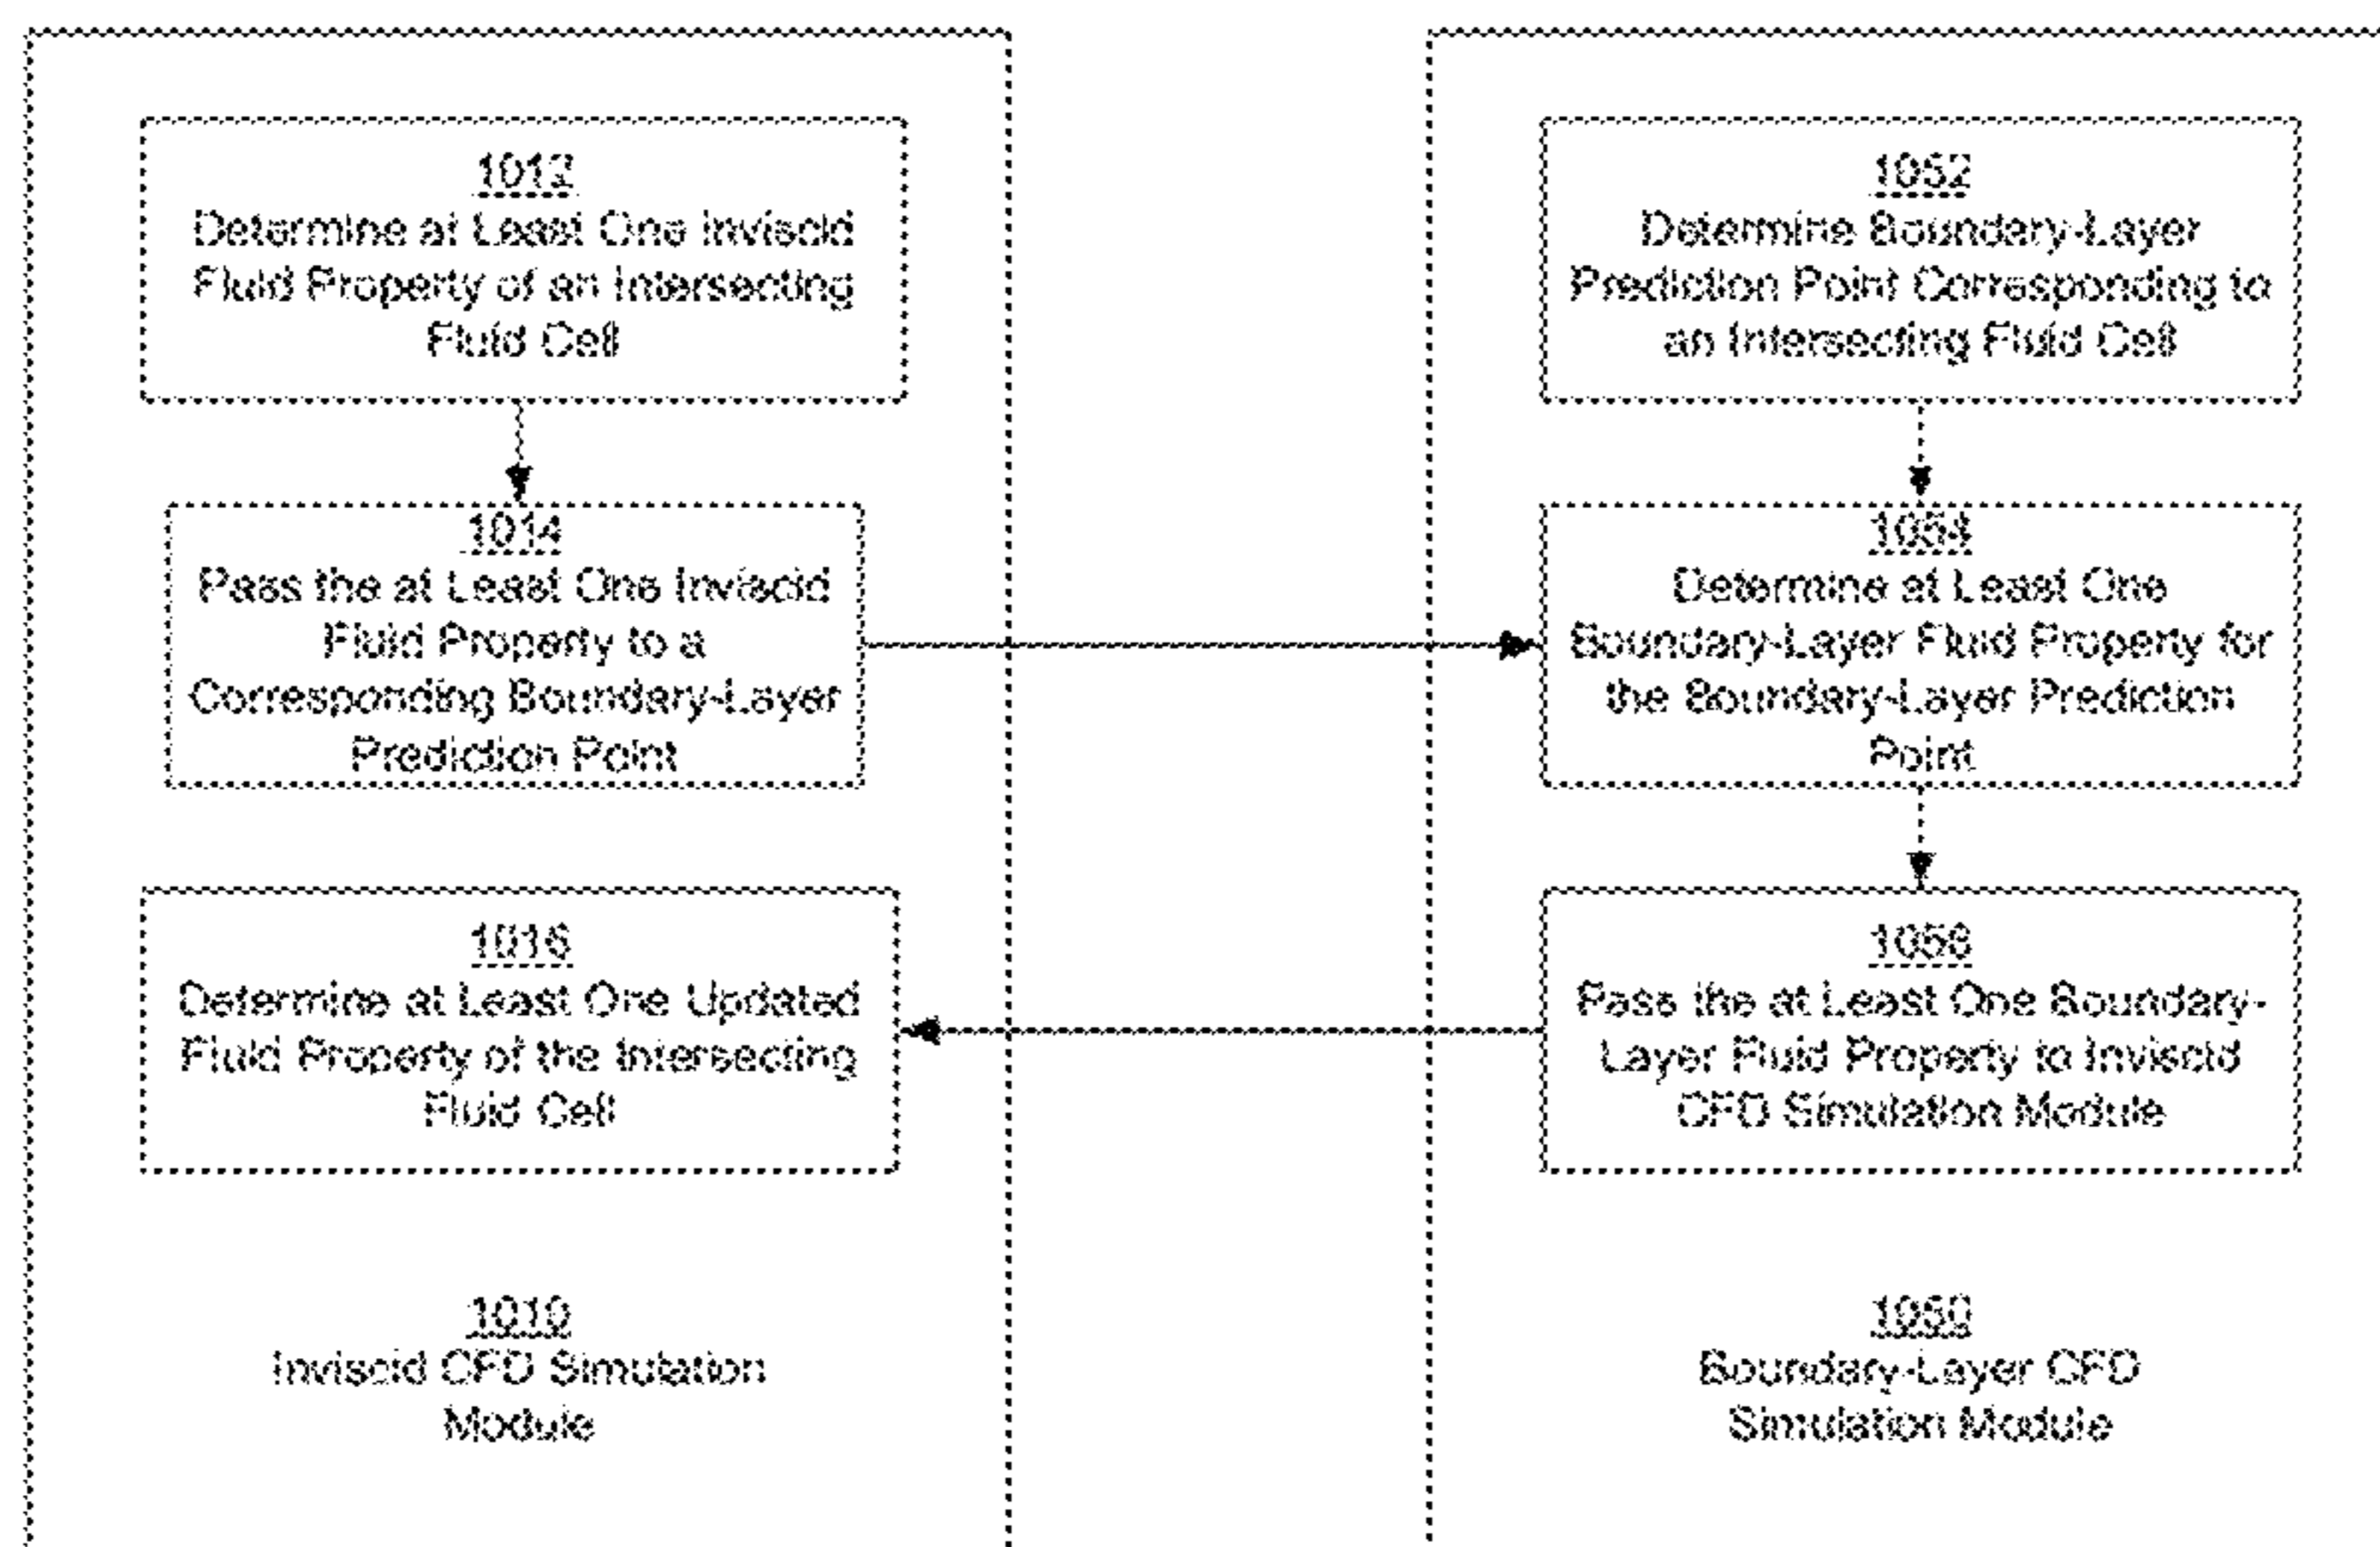 1012
Determine at Least One Inviscid
Fluid Property of an Intersecting
Fluid Cell
1014
Pass the at Least One Inviscid
Fluid Property to a
Corresponding Boundary-Layer
Prediction Point
1016
Determine at Least One Updated
Fluid Property of the Intersecting
Fluid Cell
1010
Inviscid CFD Simulation
Module
1052
Determine Boundary-Layer
Prediction Point Corresponding to
an Intersecting Fluid Cell
1054
Determine at Least One
Boundary-Layer Fluid Property for
the Boundary-Layer Prediction
Point
1056
Pass the at Least One Boundary-
Layer Fluid Property to Inviscid
CFD Simulation Module
1050
Boundary-Layer CFD
Simulation Module